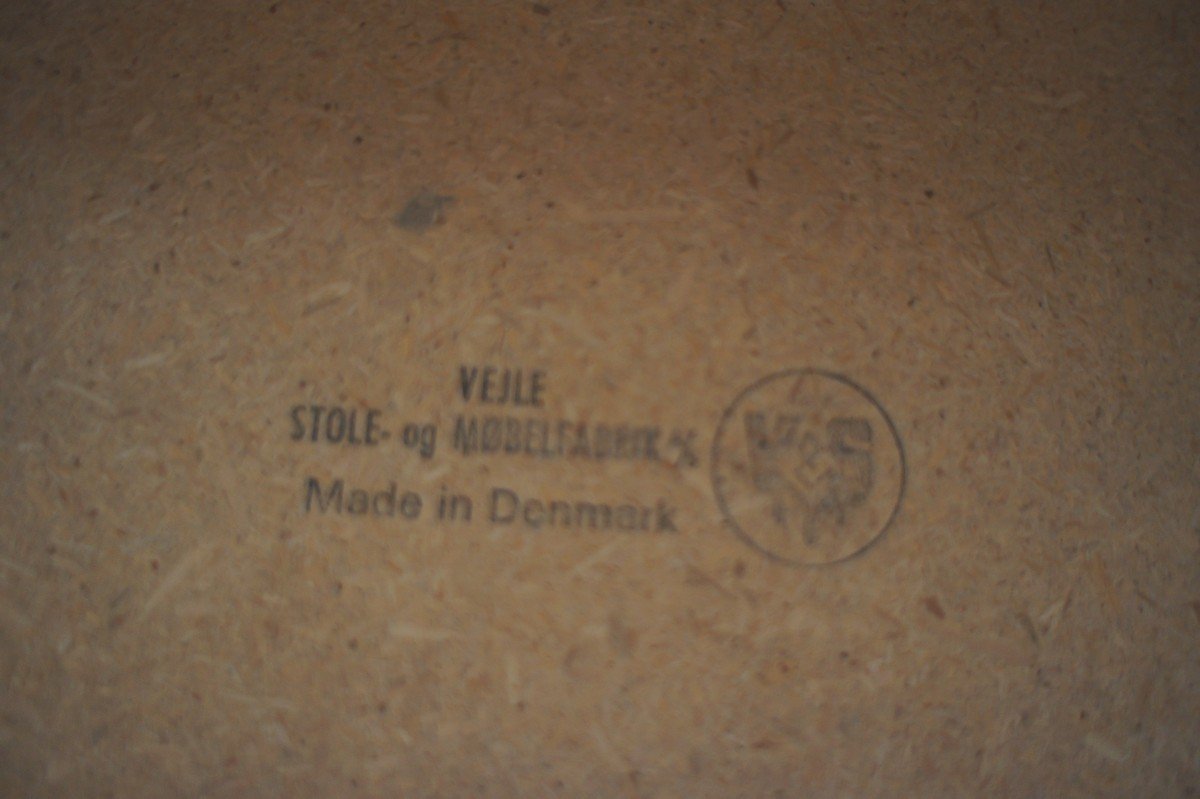 VEJLE
STOLE- og MØBELFABRIK A/S
Made in Denmark